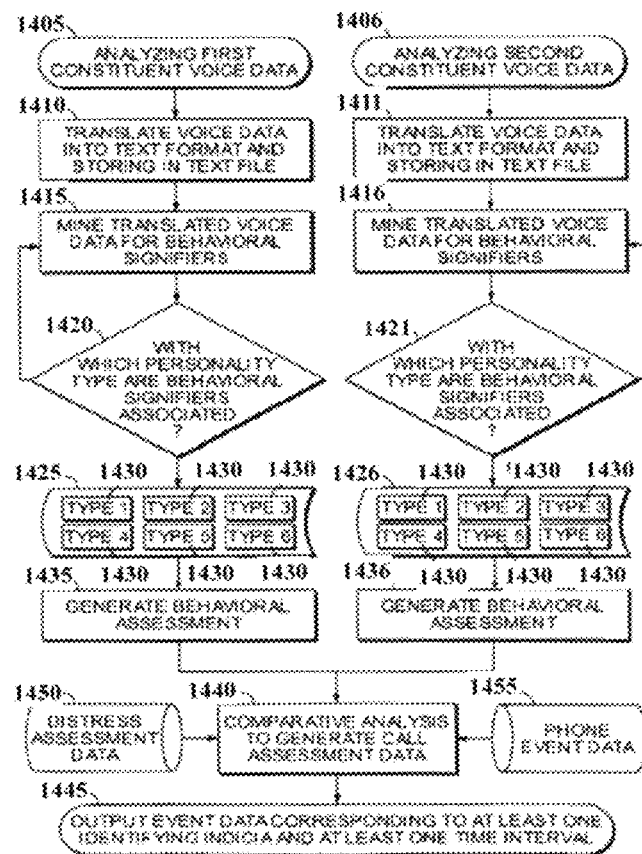 1405
ANALYZING FIRST
CONSTITUENT VOICE DATA
1410
TRANSLATE VOICE DATA
INTO TEXT FORMAT AND
STORING IN TEXT FILE
1415
MINE TRANSLATED VOICE
DATA FOR BEHAVIORAL
SIGNIFIERS
1420
WITH
WHICH PERSONALITY
TYPE ARE BEHAVIORAL
SIGNIFIERS
ASSOCIATED
?
1425 1430 1430 1430
TYPE 1 TYPE 2 TYPE 3
TYPE 4 TYPE 5 TYPE 6
1435 1430 1430 1430
GENERATE BEHAVIORAL
ASSESSMENT
1406
ANALYZING SECOND
CONSTITUENT VOICE DATA
1411
TRANSLATE VOICE DATA
INTO TEXT FORMAT AND
STORING IN TEXT FILE
1416
MINE TRANSLATED VOICE
DATA FOR BEHAVIORAL
SIGNIFIERS
1421
WITH
WHICH PERSONALITY
TYPE ARE BEHAVIORAL
SIGNIFIERS
ASSOCIATED
?
1426 1430 1430 1430
TYPE 1 TYPE 2 TYPE 3
TYPE 4 TYPE 5 TYPE 6
1436 1430 1430 1430
GENERATE BEHAVIORAL
ASSESSMENT
1450
DISTRESS
ASSESSMENT
DATA
1440
COMPARATIVE ANALYSIS
TO GENERATE CALL
ASSESSMENT DATA
1455
PHONE
EVENT DATA
1445
OUTPUT EVENT DATA CORRESPONDING TO AT LEAST ONE
IDENTIFYING INDICIA AND AT LEAST ONE TIME INTERVAL